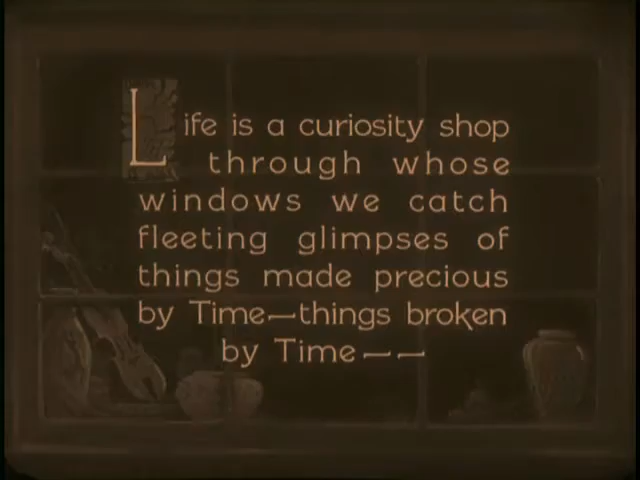 Life is a curiosity shop
through whose
windows we catch
fleeting glimpses of
things made precious
by Time—things broken
by Time——